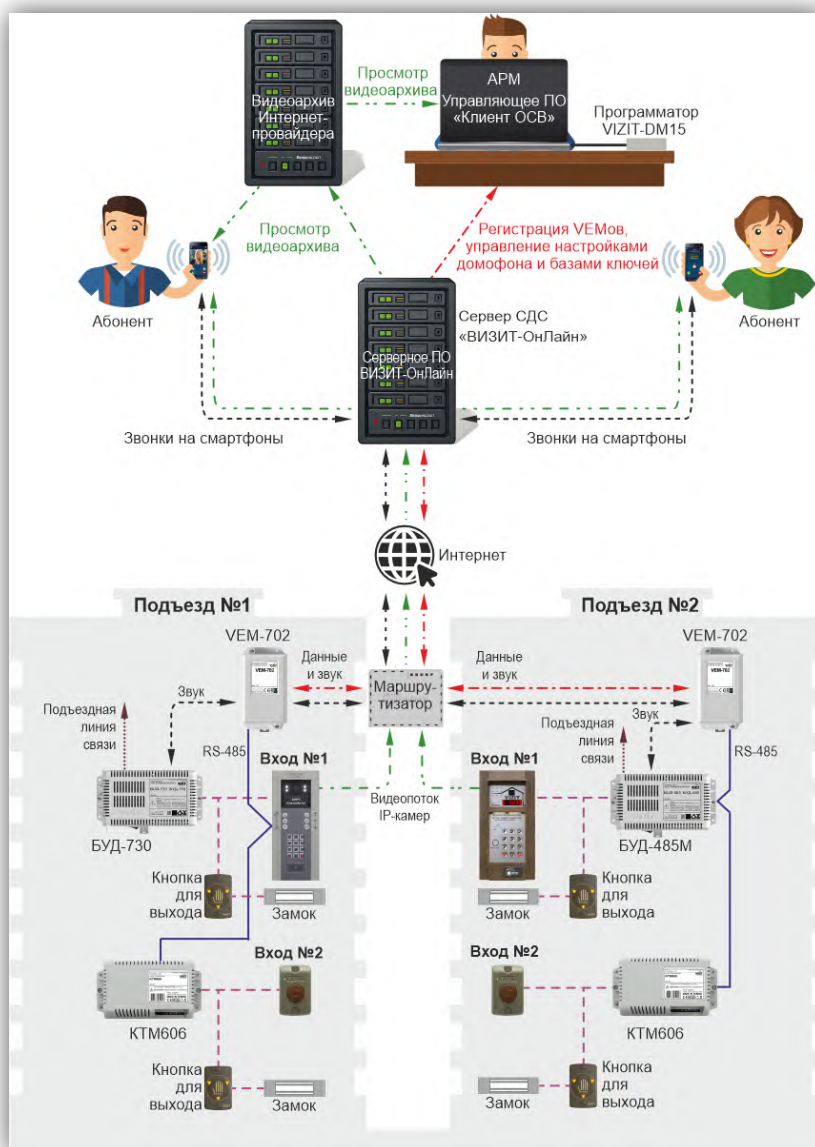 Просмотр
видеоархива
Видеоархив
Интернет-
провайдера
АРМ
Управляющее ПО
«Клиент ОСВ»
Программатор
VIZIT-DM15
Просмотр
видеоархива
Регистрация VEMов,
управление настройками
домофона и базами ключей
Абонент
Абонент
Сервер СДС
«ВИЗИТ-ОнЛайн»
Серверное ПО
ВИЗИТ-ОнЛайн
Звонки на смартфоны
Звонки на смартфоны
Интернет
Подъезд №1
Подъезд №2
VEM-702
VEM-702
Данные
и звук
Данные
и звук
Маршру-
тизатор
Звук
Звук
Подъездная
линия
связи
Подъездная
линия
связи
RS-485
RS-485
Вход №1
Вход №1
Видеопоток
IP-камер
БУД-730
БУД-485М
Кнопка
для
выхода
Замок
Замок
Кнопка
для
выхода
Вход №2
Вход №2
КТМ606
КТМ606
Кнопка
для
выхода
Замок
Замок
Кнопка
для
выхода